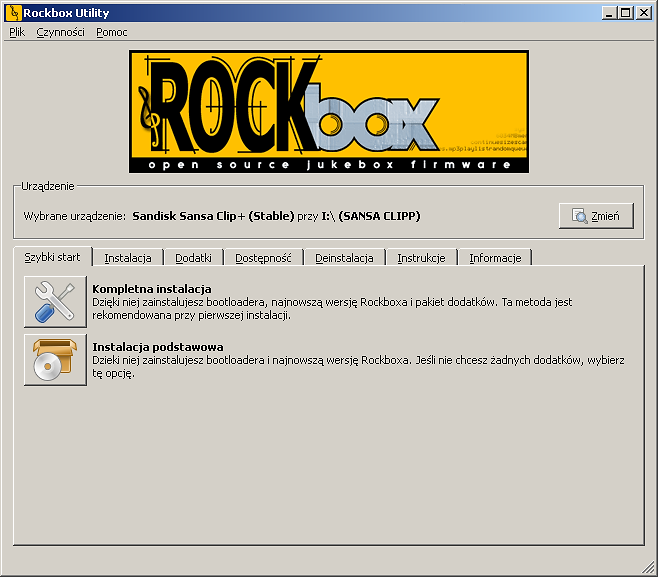 Rockbox Utility
Plik Czynności Pomoc
ROCKbox
open source jukebox firmware
Urządzenie
Wybrane urządzenie: Sandisk Sansa Clip+ (Stable) przy I:\ (SANSA CLIPP)
Zmień
Szybki start Instalacja Dodatki Dostępność Deinstalacja Instrukcje Informacje
Kompletna instalacja
Dzięki niej zainstalujesz bootloadera, najnowszą wersję Rockboxa i pakiet dodatków. Ta metoda jest
rekomendowana przy pierwszej instalacji.
Instalacja podstawowa
Dzieki niej zainstalujesz bootloadera i najnowszą wersję Rockboxa. Jeśli nie chcesz żadnych dodatków, wybierz
tę opcję.